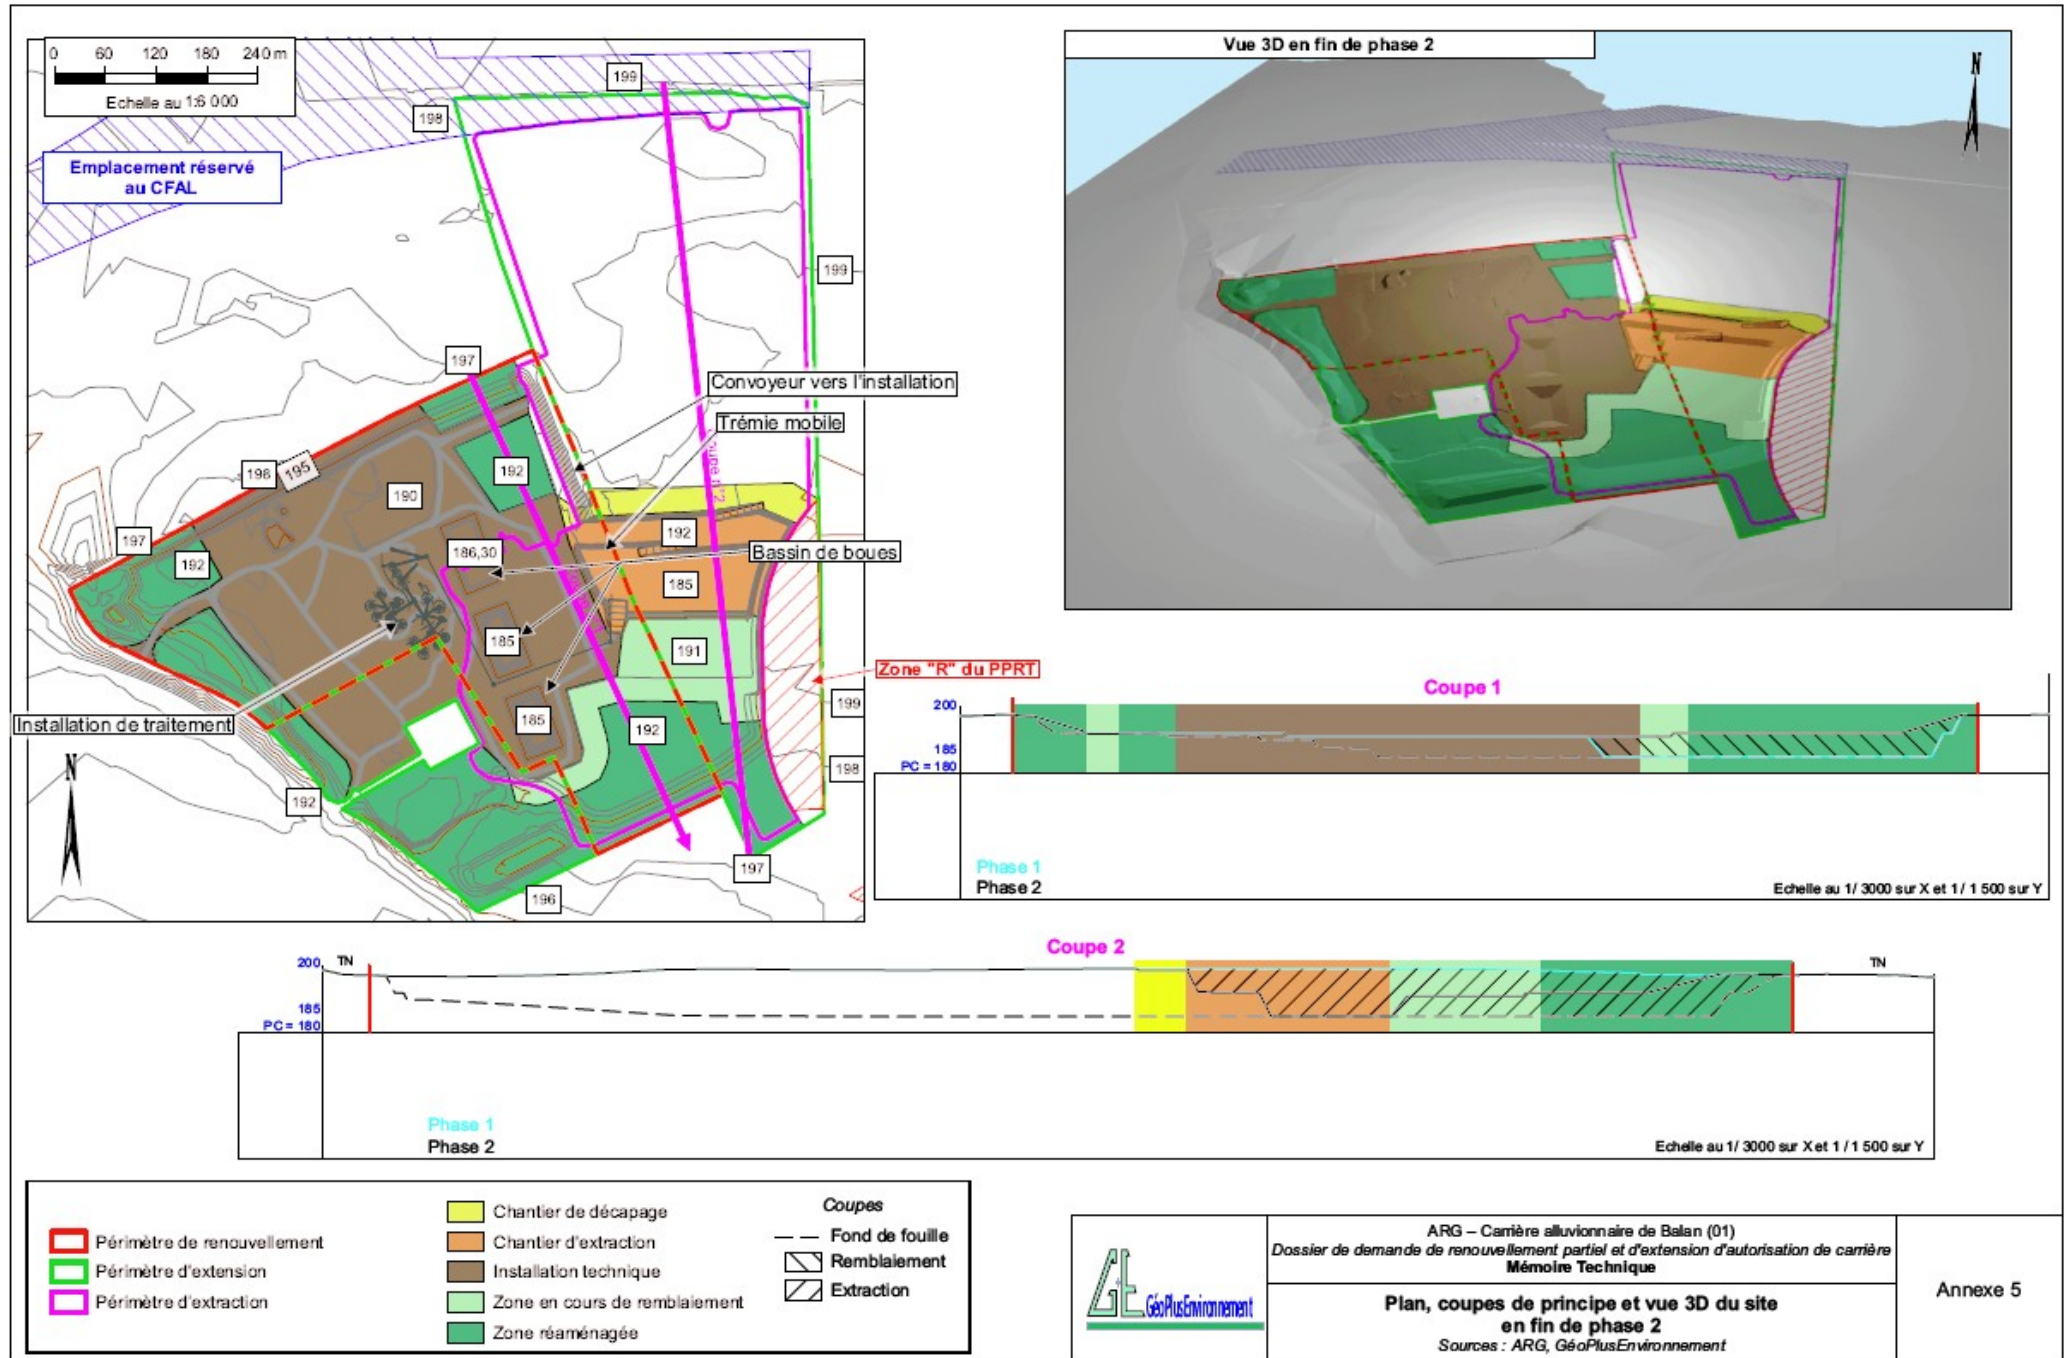 0 60 120 180 240 m
Echelle au 1:6 000
Emplacement réservé
au CFAL
199
198
199
197
Convoyeur vers l'installation
Trémie mobile
198
195
192
190
197
192
192
186,30
Bassin de boues
185
185
191
185
192
Installation de traitement
Zone "R" du PPRT
199
198
192
N
197
196
Vue 3D en fin de phase 2
N
Coupe 1
200
185
PC = 180
Phase 1
Phase 2
Echelle au 1/ 3000 sur X et 1 / 1 500 sur Y
Coupe 2
200
TN
TN
185
PC = 180
Phase 1
Phase 2
Echelle au 1/ 3000 sur X et 1 / 1 500 sur Y
Périmètre de renouvellement
Périmètre d'extension
Périmètre d'extraction
Chantier de décapage
Chantier d'extraction
Installation technique
Zone en cours de remblaiement
Zone réaménagée
Coupes
Fond de fouille
Remblaiement
Extraction
GéoPlusEnvironnement
ARG – Carrière alluvionnaire de Balan (01)
Dossier de demande de renouvellement partiel et d'extension d'autorisation de carrière
Mémoire Technique
Plan, coupes de principe et vue 3D du site
en fin de phase 2
Sources : ARG, GéoPlusEnvironnement
Annexe 5